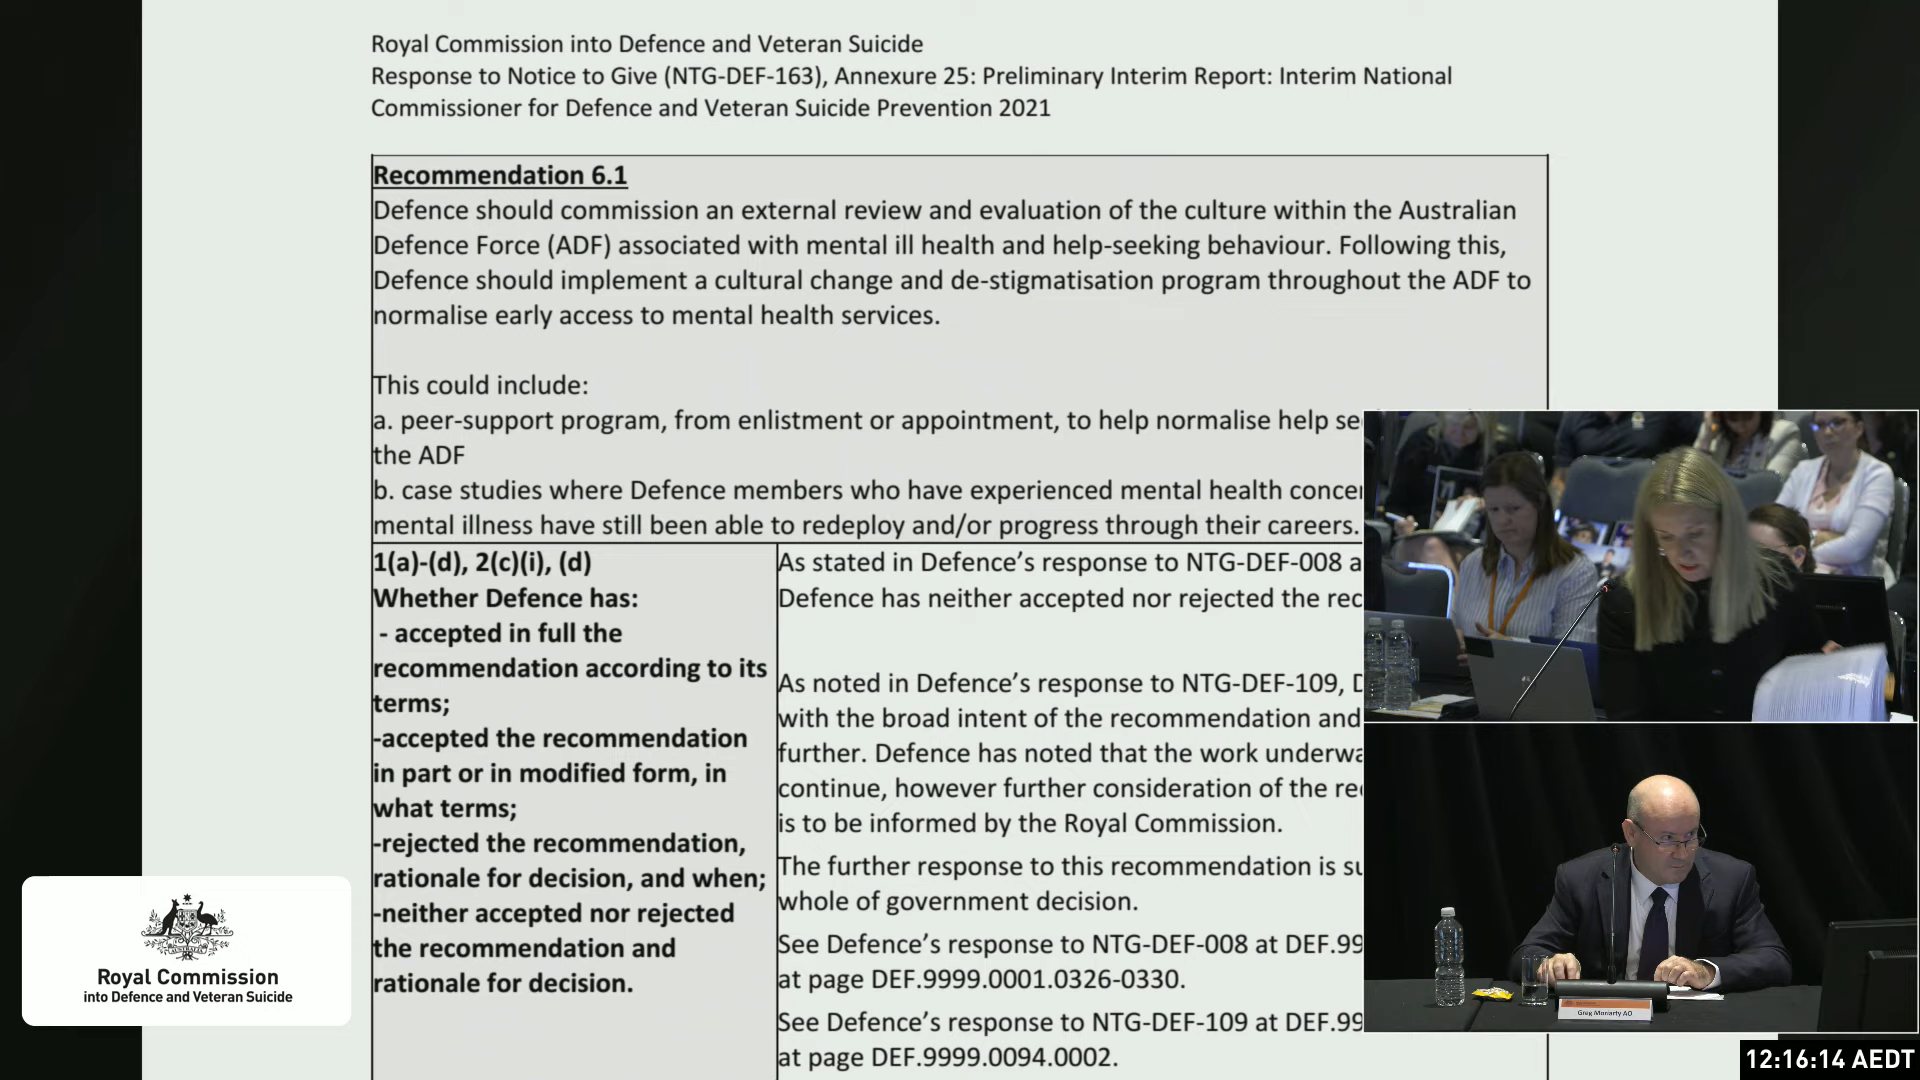 Royal Commission into Defence and Veteran Suicide
Response to Notice to Give (NTG-DEF-163), Annexure 25: Preliminary Interim Report: Interim National
Commissioner for Defence and Veteran Suicide Prevention 2021
Recommendation 6.1
Defence should commission an external review and evaluation of the culture within the Australian
Defence Force (ADF) associated with mental ill health and help-seeking behaviour. Following this,
Defence should implement a cultural change and de-stigmatisation program throughout the ADF to
normalise early access to mental health services.
This could include:
a. peer-support program, from enlistment or appointment, to help normalise help
the ADF
b. case studies where Defence members who have experienced mental health
mental illness have still been able to redeploy and/or progress through their careers.
1(a)-(d), 2(c)(i), (d)
Whether Defence has:
- accepted in full the
recommendation according to its
terms;
-accepted the recommendation
in part or in modified form, in
what terms;
-rejected the recommendation,
rationale for decision, and when;
-neither accepted nor rejected
the recommendation and
rationale for decision.
As stated in Defence's response to NTG-DEF-008
Defence has neither accepted nor rejected the
As noted in Defence's response to NTG-DEF-109,
with the broad intent of the recommendation and
further. Defence has noted that the work
continue, however further consideration of the
is to be informed by the Royal Commission.
The further response to this recommendation is
whole of government decision.
See Defence's response to NTG-DEF-008 at
at page DEF.9999.0001.0326-0330.
See Defence's response to NTG-DEF-109 at
at page DEF.9999.0094.0002.
Royal Commission
into Defence and Veteran Suicide
Greg Moriarty AO
12:16:14 AEDT